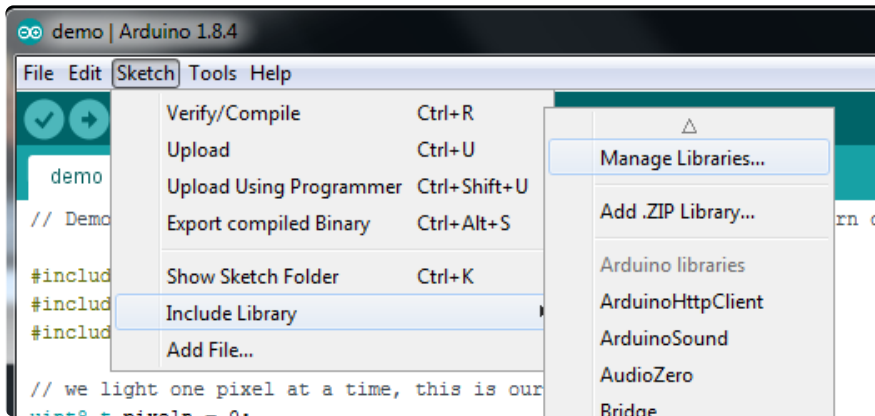 demo | Arduino 1.8.4
File Edit Sketch Tools Help
Verify/Compile Ctrl+R
Upload Ctrl+U
Upload Using Programmer Ctrl+Shift+U
Export compiled Binary Ctrl+Alt+S
Show Sketch Folder Ctrl+K
Include Library
Add File...
Manage Libraries...
Add .ZIP Library...
Arduino libraries
ArduinoHttpClient
ArduinoSound
AudioZero
Bridge
demo
// Demo
#includ
#includ
#includ
// we light one pixel at a time, this is our
uint8_t pixeln = 0;